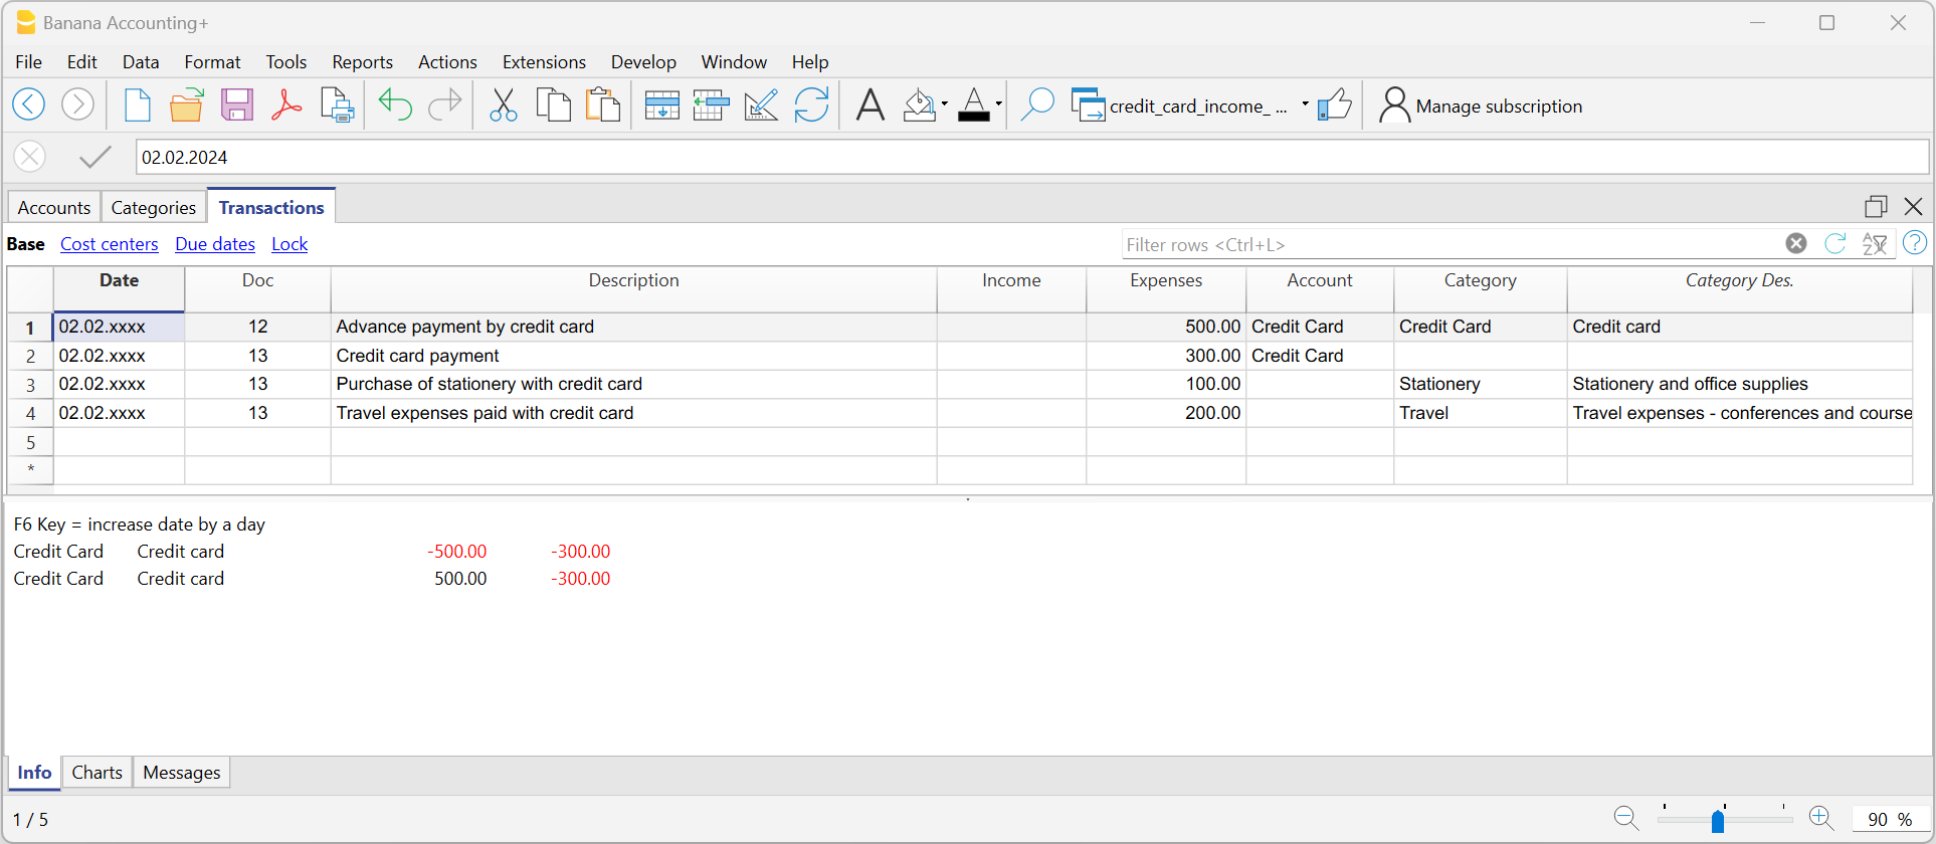 Banana Accounting+
File Edit Data Format Tools Reports Actions Extensions Develop Window Help
credit_card_income_ ... Manage subscription
02.02.2024
Accounts Categories Transactions
Base Cost centers Due dates Lock Filter rows <Ctrl+L>
Date Doc Description Income Expenses Account Category Category Des.
1 02.02.xxxx 12 Advance payment by credit card 500.00 Credit Card Credit Card Credit card
2 02.02.xxxx 13 Credit card payment 300.00 Credit Card
3 02.02.xxxx 13 Purchase of stationery with credit card 100.00 Stationery Stationery and office supplies
4 02.02.xxxx 13 Travel expenses paid with credit card 200.00 Travel Travel expenses - conferences and course
5
*
F6 Key = increase date by a day
Credit Card Credit card -500.00 -300.00
Credit Card Credit card 500.00 -300.00
Info Charts Messages
1 / 5 90 %